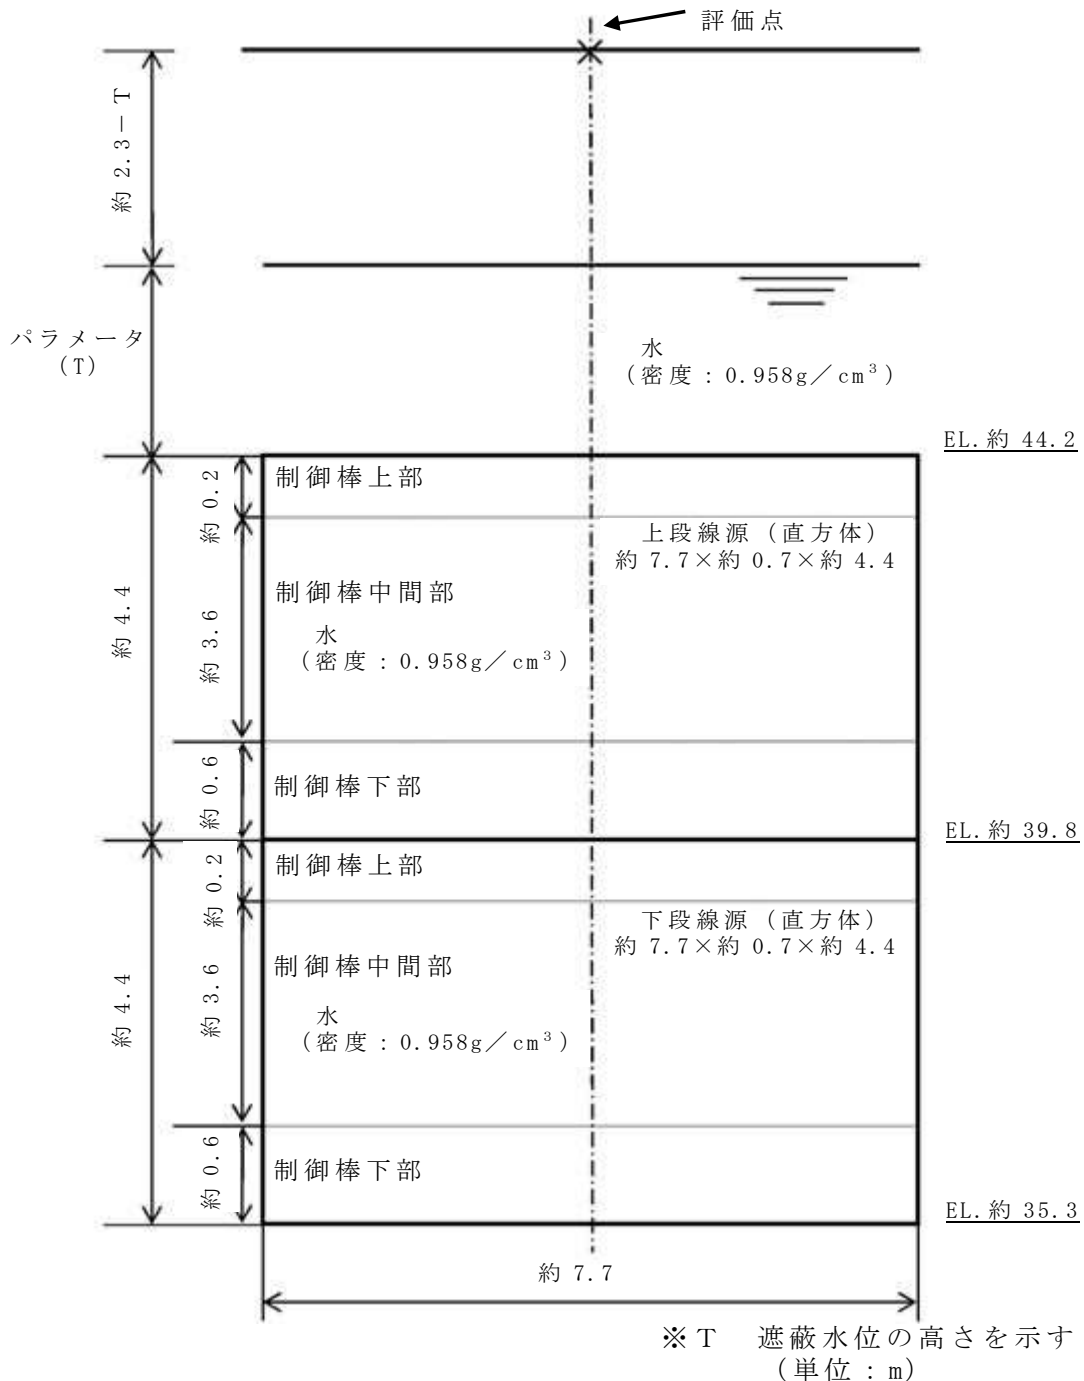 評価点
約 2.3－T
パラメータ
(T)
水
(密度：0.958g／cm³)
EL.約 44.2
約 4.4
約 0.2
制御棒上部
上段線源（直方体）
約 7.7×約 0.7×約 4.4
約 3.6
制御棒中間部
水
(密度：0.958g／cm³)
約 0.6
制御棒下部
EL.約 39.8
約 4.4
約 0.2
制御棒上部
下段線源（直方体）
約 7.7×約 0.7×約 4.4
約 3.6
制御棒中間部
水
(密度：0.958g／cm³)
約 0.6
制御棒下部
EL.約 35.3
約 7.7
※T　遮蔽水位の高さを示す
(単位：m)